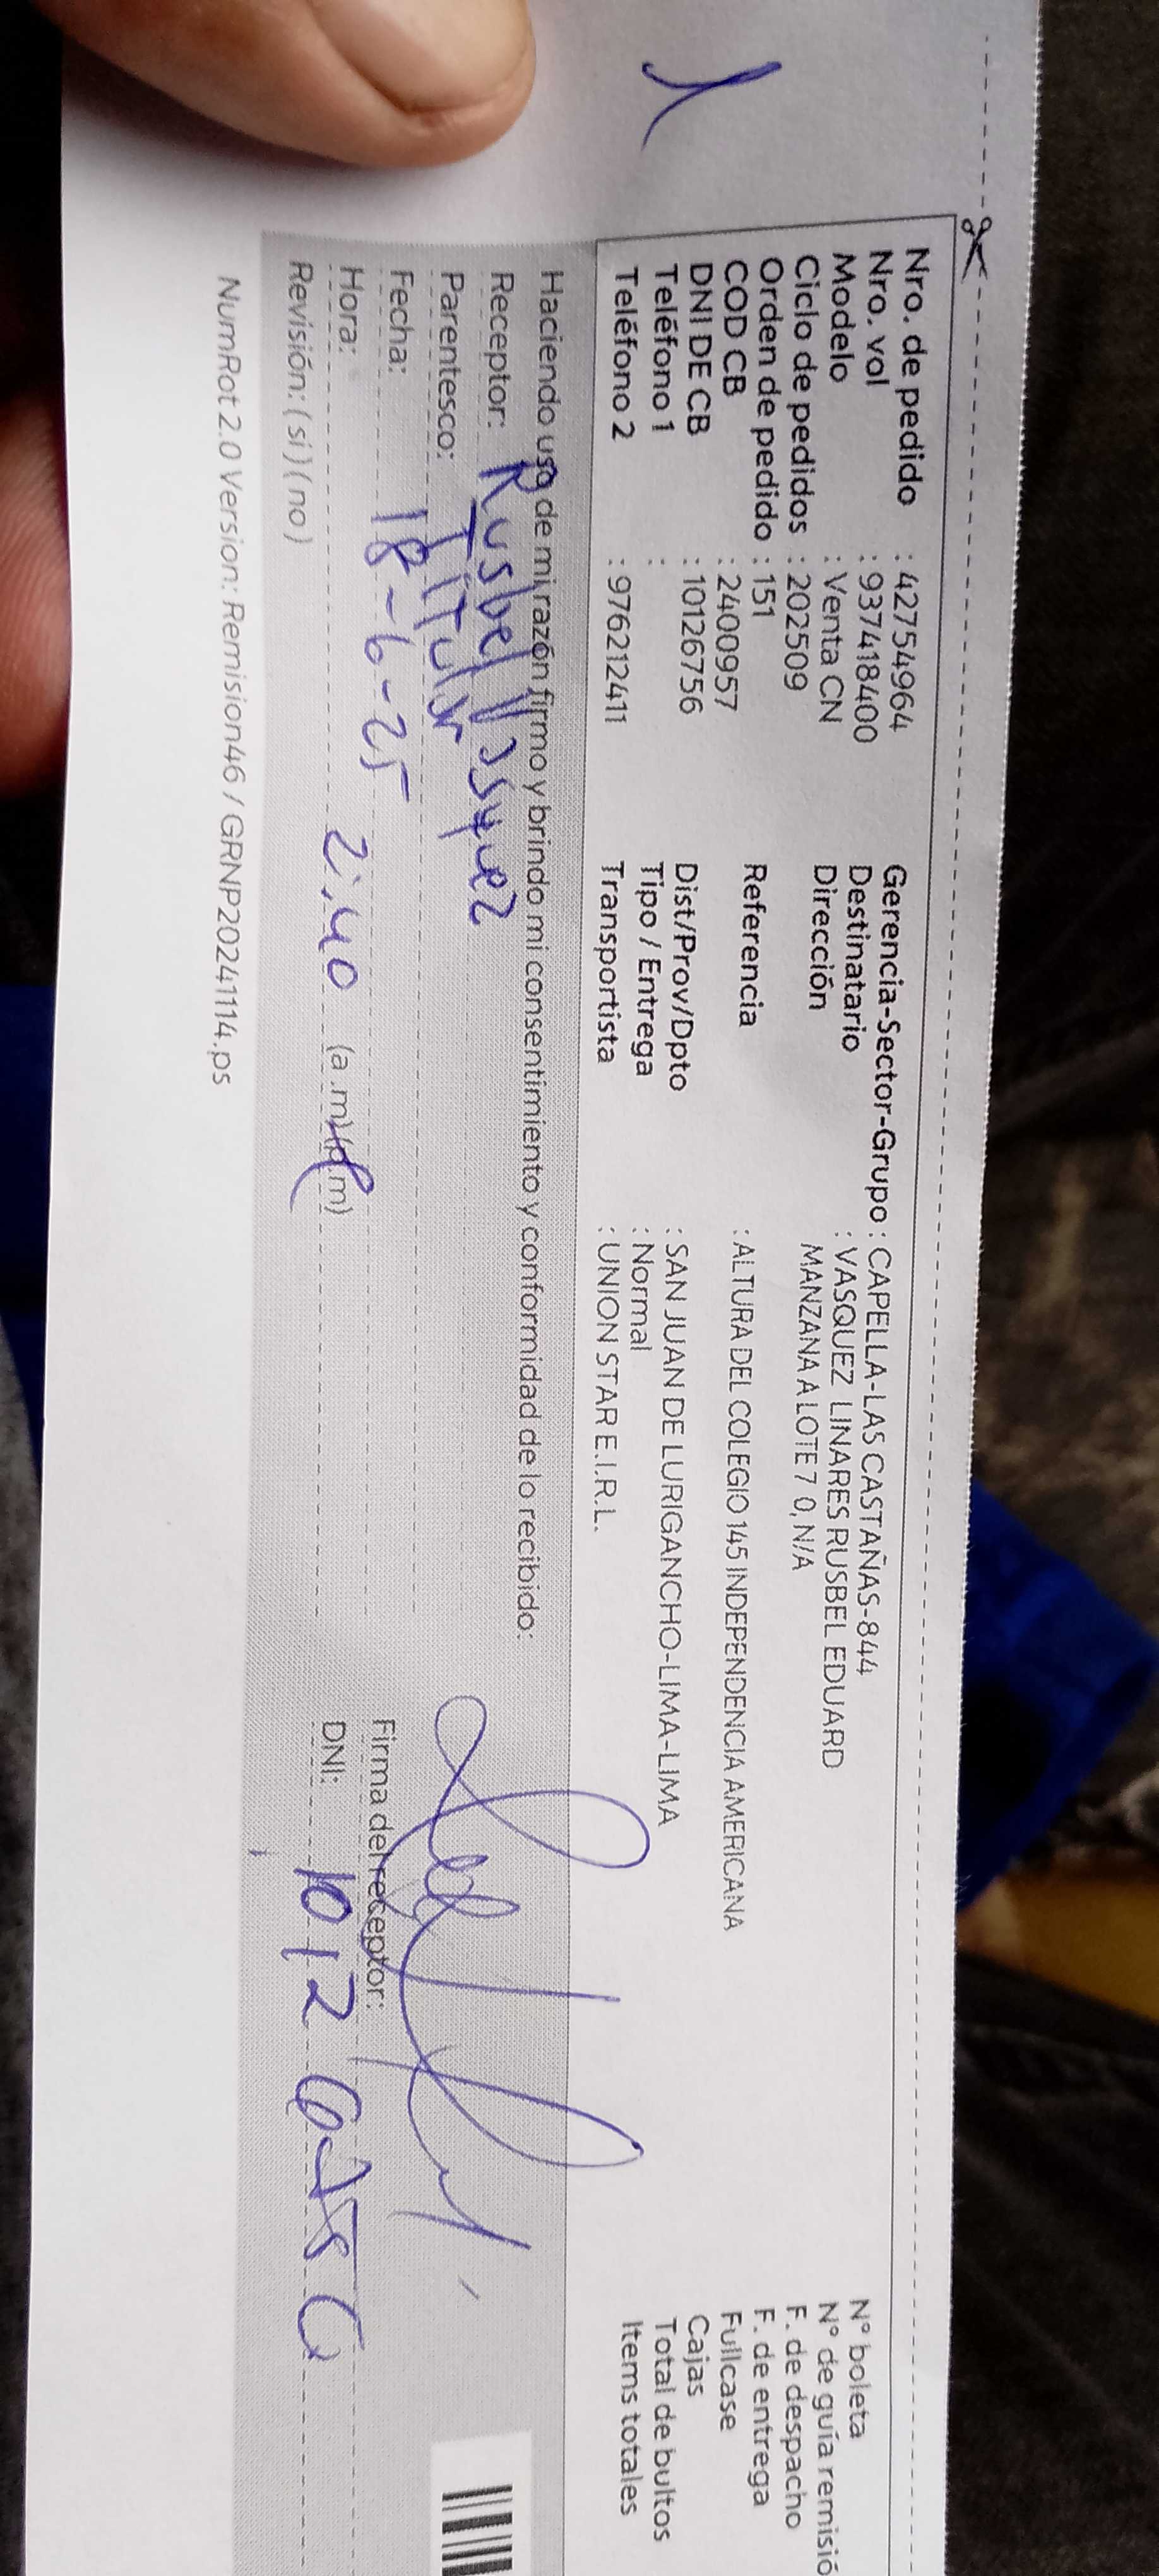 Nro. de pedido : 42754964
Nro. vol : 937418400
Modelo : Venta CN
Ciclo de pedidos : 202509
Orden de pedido : 151
COD CB : 2400957
DNI DE CB : 10126756
Teléfono 1 :
Teléfono 2 : 976212411
Gerencia-Sector-Grupo : CAPELLA-LAS CASTAÑAS-844
Destinatario : VASQUEZ LINARES RUSBEL EDUARD
Dirección MANZANA A LOTE 7 0, N/A
Referencia : ALTURA DEL COLEGIO 145 INDEPENDENCIA AMERICANA
Dist/Prov/Dpto : SAN JUAN DE LURIGANCHO-LIMA-LIMA
Tipo / Entrega : Normal
Transportista : UNION STAR E.I.R.L.
N° boleta
N° de guía remisió
F. de despacho
F. de entrega
Fullcase
Cajas
Total de bultos
Items totales
Haciendo uso de mi razón firmo y brindo mi consentimiento y conformidad de lo recibido:
Receptor: Rusbel Vasquez
Parentesco: Titular
Fecha: 18-6-25
Hora: 2:40 (a.m) (p.m)
Revisión: (si) (no)
Firma del receptor:
DNI: 10126756
NumRot 2.0 Version: Remision46 / GRNP20241114.ps